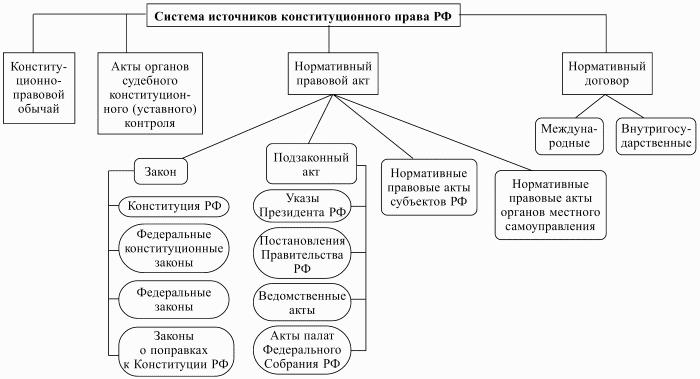 Система источников конституционного права РФ
Конститу-
ционно-
правовой
обычай
Акты органов
судебного
конституцион-
ного (уставного)
контроля
Нормативный
правовой акт
Нормативный
договор
Междуна-
родные
Внутригосу-
дарственные
Закон
Конституция РФ
Федеральные
конституционные
законы
Федеральные
законы
Законы
о поправках
к Конституции РФ
Подзаконный
акт
Указы
Президента РФ
Постановления
Правительства
РФ
Ведомственные
акты
Акты палат
Федерального
Собрания РФ
Нормативные
правовые акты
субъектов РФ
Нормативные
правовые акты
органов местного
самоуправления